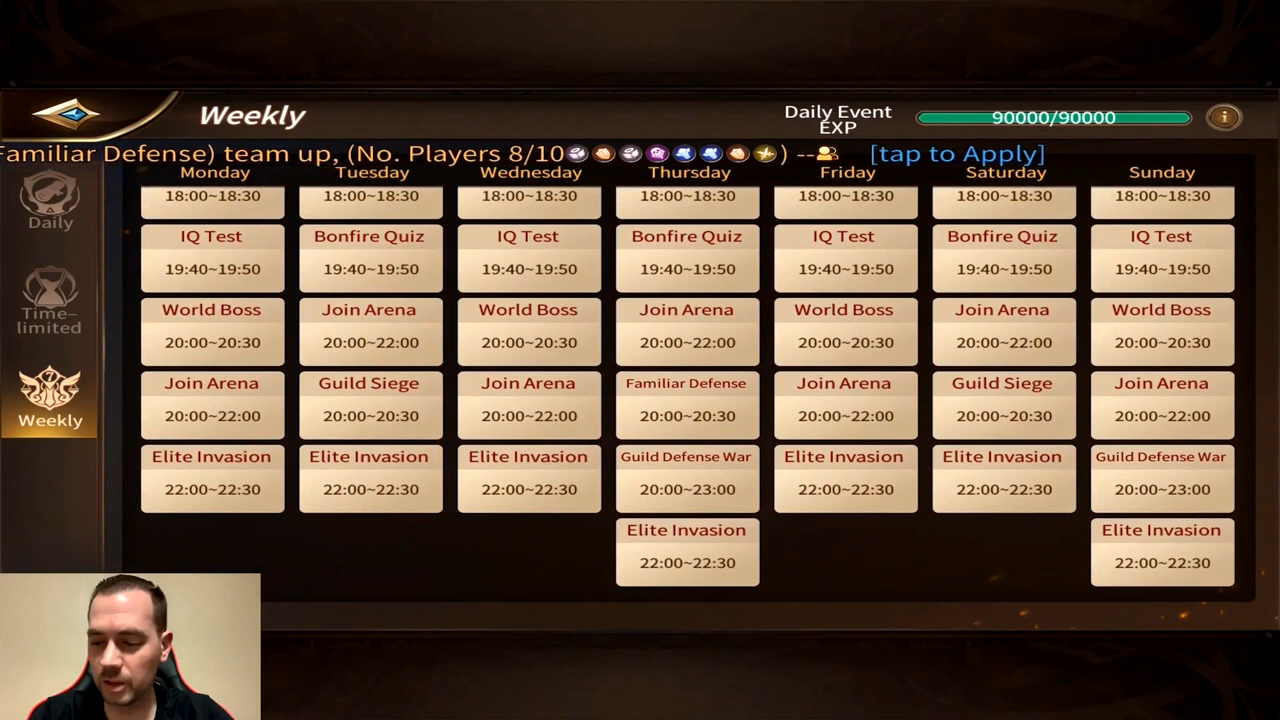 Weekly
Daily Event
EXP
90000/90000
Familiar Defense) team up, (No. Players 8/10 ) -- [tap to Apply]
Monday Tuesday Wednesday Thursday Friday Saturday Sunday
18:00~18:30 18:00~18:30 18:00~18:30 18:00~18:30 18:00~18:30 18:00~18:30 18:00~18:30
Daily
IQ Test Bonfire Quiz IQ Test Bonfire Quiz IQ Test Bonfire Quiz IQ Test
19:40~19:50 19:40~19:50 19:40~19:50 19:40~19:50 19:40~19:50 19:40~19:50 19:40~19:50
Time-
limited
World Boss Join Arena World Boss Join Arena World Boss Join Arena World Boss
20:00~20:30 20:00~22:00 20:00~20:30 20:00~22:00 20:00~20:30 20:00~22:00 20:00~20:30
7
Weekly
Join Arena Guild Siege Join Arena Familiar Defense Join Arena Guild Siege Join Arena
20:00~22:00 20:00~20:30 20:00~22:00 20:00~20:30 20:00~22:00 20:00~20:30 20:00~22:00
Elite Invasion Elite Invasion Elite Invasion Guild Defense War Elite Invasion Elite Invasion Guild Defense War
22:00~22:30 22:00~22:30 22:00~22:30 20:00~23:00 22:00~22:30 22:00~22:30 20:00~23:00
Elite Invasion Elite Invasion
22:00~22:30 22:00~22:30